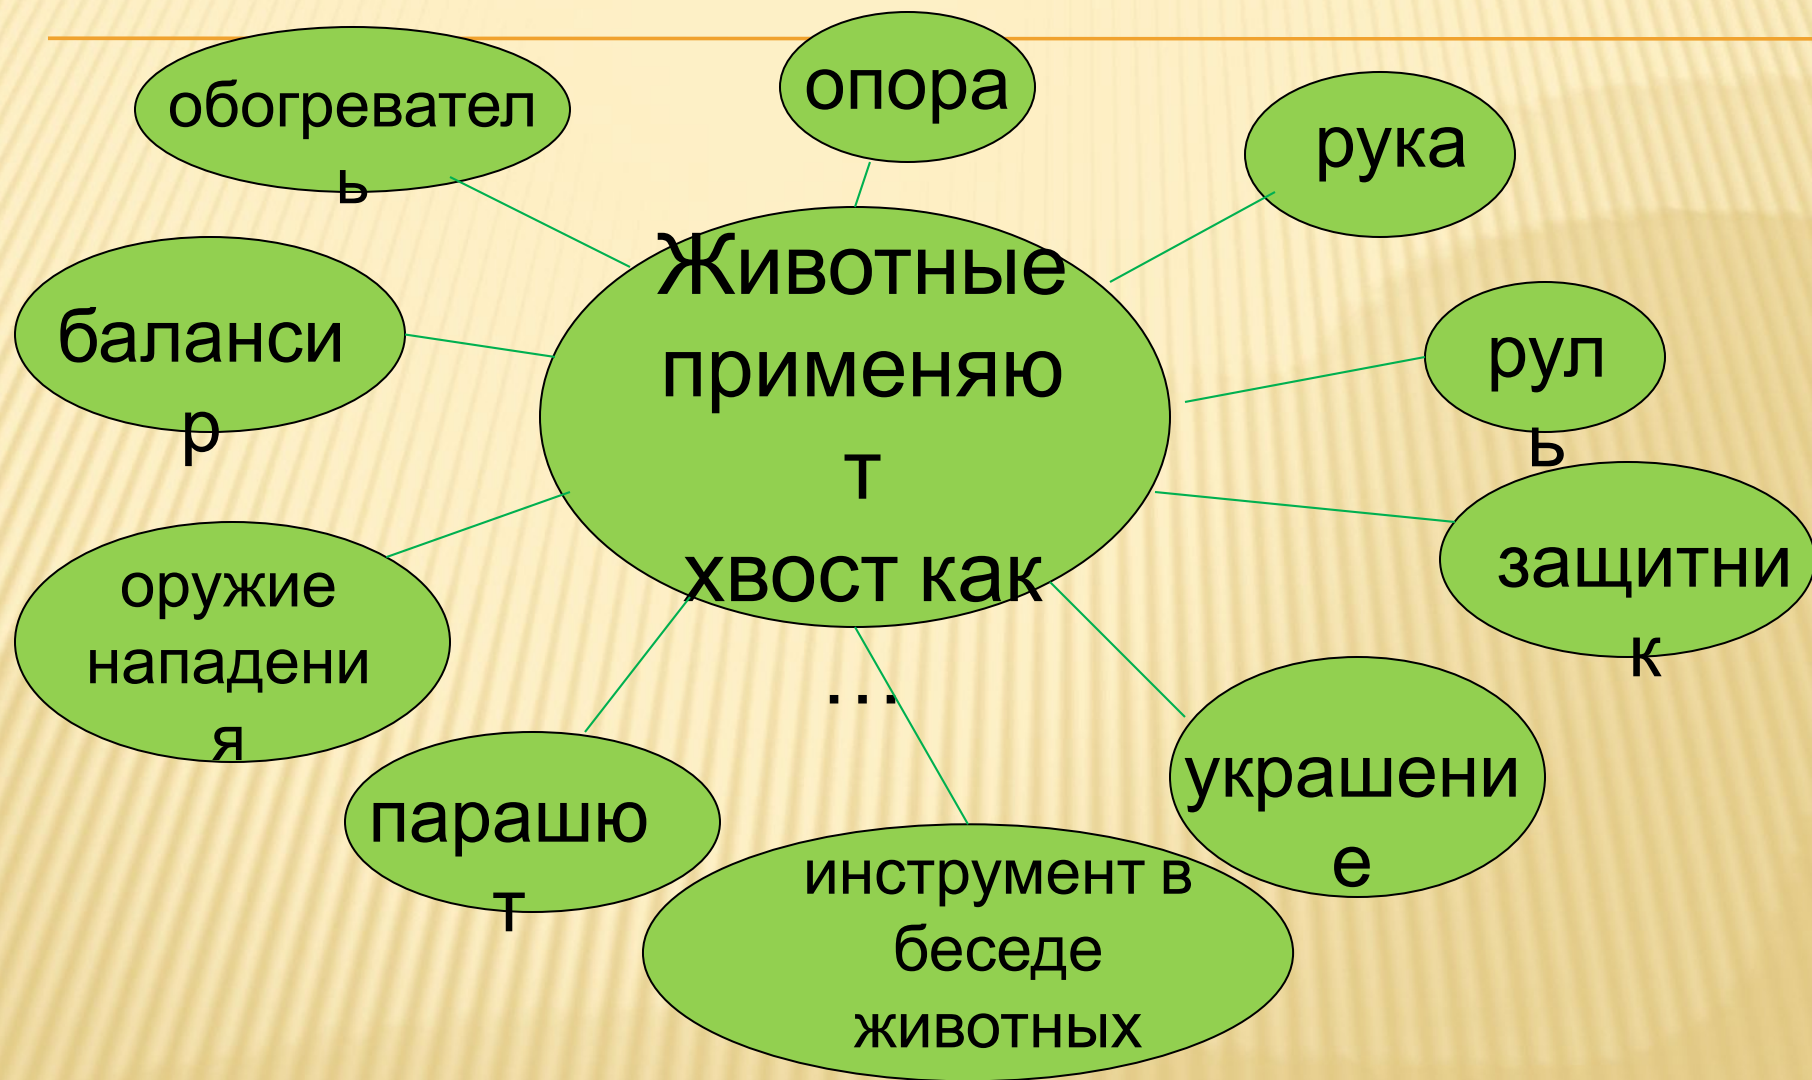 обогревател
ь
опора
рука
Животные
применяю
т
хвост как
…
баланси
р
рул
ь
защитни
к
оружие
нападени
я
украшени
е
парашю
т
инструмент в
беседе
животных